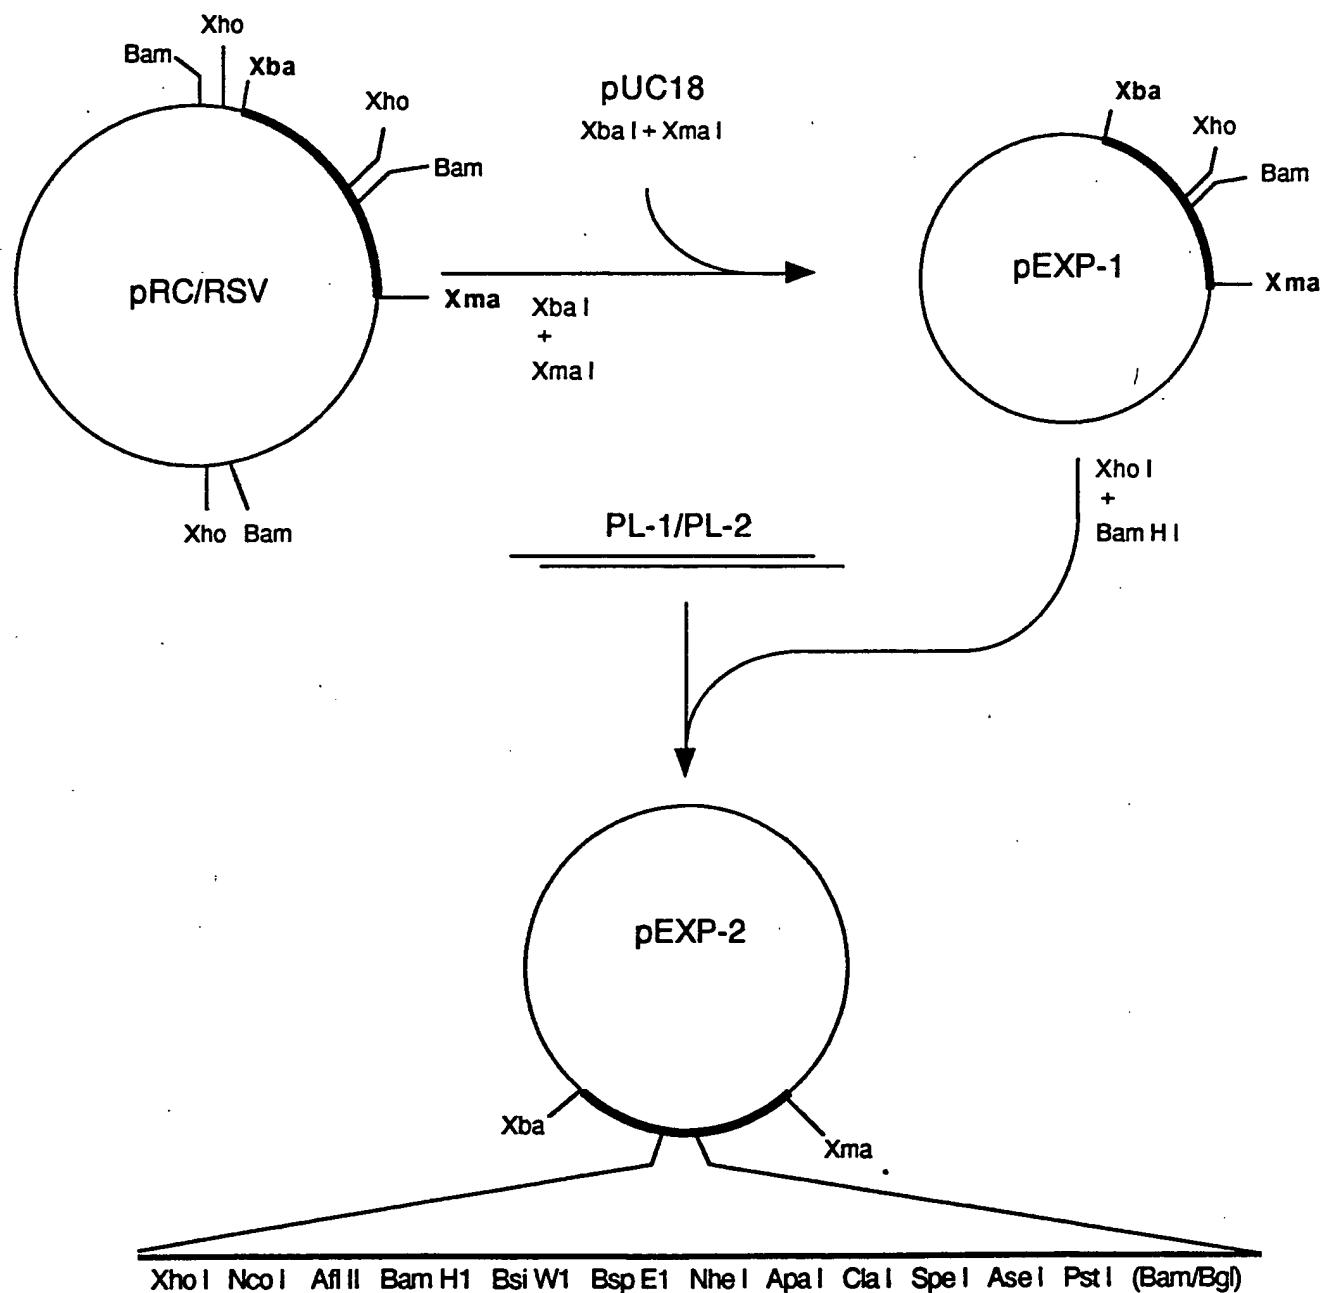 Xho
Bam
Xba
Xho
Bam
pRC/RSV
Xma
Xho Bam
pUC18
Xba I + Xma I
Xba I
+
Xma I
Xba
Xho
Bam
pEXP-1
Xma
Xho I
+
Bam H I
PL-1/PL-2
pEXP-2
Xba
Xma
Xho I Nco I Afl II Bam H1 Bsi W1 Bsp E1 Nhe I Apa I Cla I Spe I Ase I Pst I (Bam/Bgl)